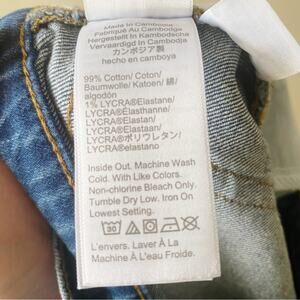 Made In Cambodia
Fabriqué Au Cambodge
Hergestellt In Kambodscha
Vervaardigd In Cambodja
カンボジア製
hecho en camboya
99% Cotton/ Coton/
Baumwolle/ Katoen/ 綿/
algodón
1% LYCRA®Elastane/
LYCRA®Élasthanne/
LYCRA®Elastan/
LYCRA®Elastaan/
LYCRA®ポリウレタン/
LYCRA®elastano
Inside Out. Machine Wash
Cold. With Like Colors.
Non-chlorine Bleach Only.
Tumble Dry Low. Iron On
Lowest Setting.
30
L'envers. Laver À La
Machine À L'eau Froide.